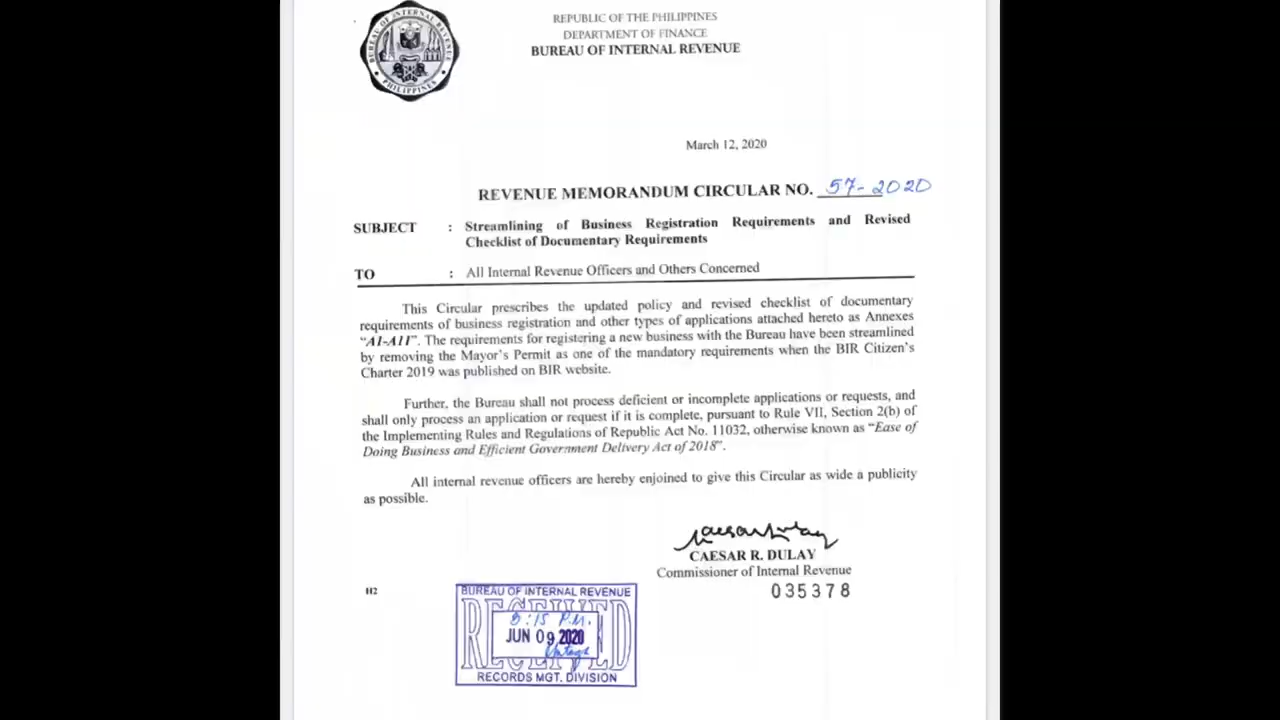 BUREAU OF INTERNAL REVENUE
PHILIPPINES
REPUBLIC OF THE PHILIPPINES
DEPARTMENT OF FINANCE
BUREAU OF INTERNAL REVENUE
March 12, 2020
REVENUE MEMORANDUM CIRCULAR NO. 57-2020
SUBJECT : Streamlining of Business Registration Requirements and Revised
Checklist of Documentary Requirements
TO : All Internal Revenue Officers and Others Concerned
This Circular prescribes the updated policy and revised checklist of documentary
requirements of business registration and other types of applications attached hereto as Annexes
“A1-A11”. The requirements for registering a new business with the Bureau have been streamlined
by removing the Mayor’s Permit as one of the mandatory requirements when the BIR Citizen’s
Charter 2019 was published on BIR website.
Further, the Bureau shall not process deficient or incomplete applications or requests, and
shall only process an application or request if it is complete, pursuant to Rule VII, Section 2(b) of
the Implementing Rules and Regulations of Republic Act No. 11032, otherwise known as “Ease of
Doing Business and Efficient Government Delivery Act of 2018”.
All internal revenue officers are hereby enjoined to give this Circular as wide a publicity
as possible.
CAESAR R. DULAY
Commissioner of Internal Revenue
035378
H2
BUREAU OF INTERNAL REVENUE
RECEIVED
:15 P.M.
JUN 09 2020
RECORDS MGT. DIVISION